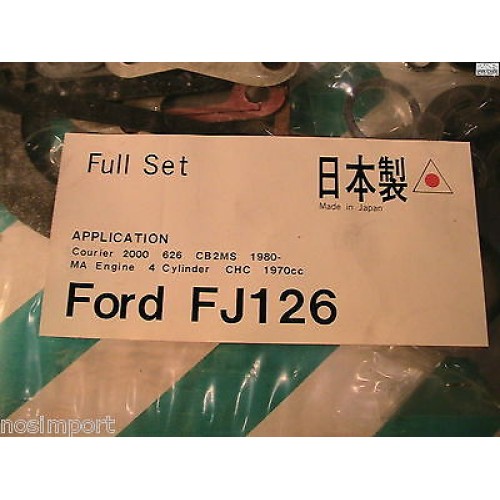 Full Set
日本製
Made in Japan
APPLICATION
Courier 2000 626 CB2MS 1980-
MA Engine 4 Cylinder CHC 1970cc
Ford FJ126
nosimport